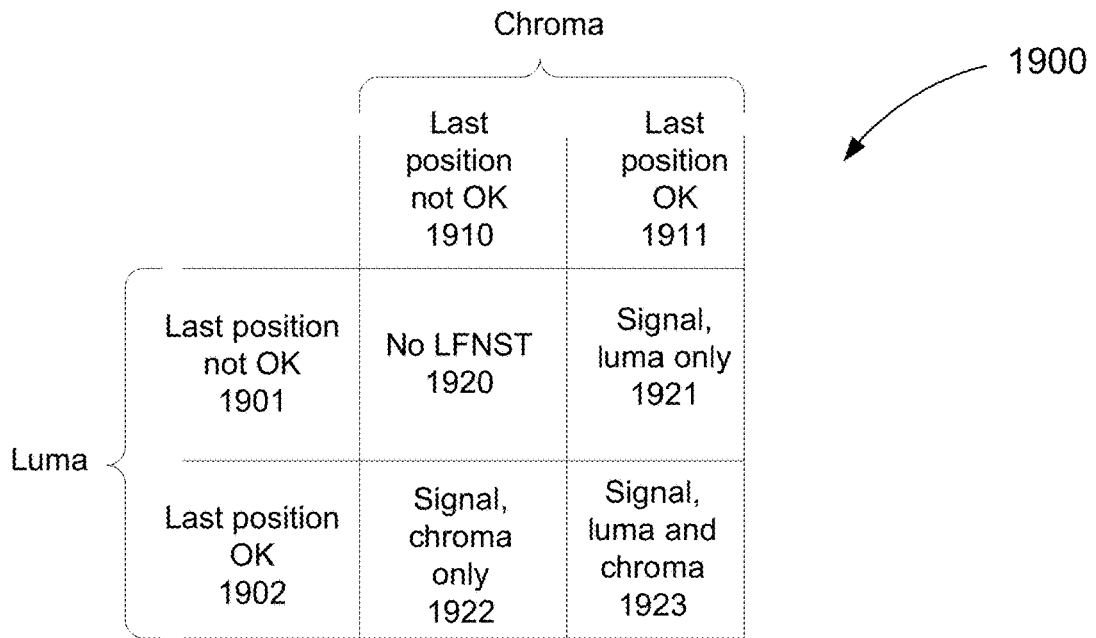 Chroma
1900
Last
position
not OK
1910
Last
position
OK
1911
Luma
Last position
not OK
1901
No LFNST
1920
Signal,
luma only
1921
Last position
OK
1902
Signal,
chroma
only
1922
Signal,
luma and
chroma
1923